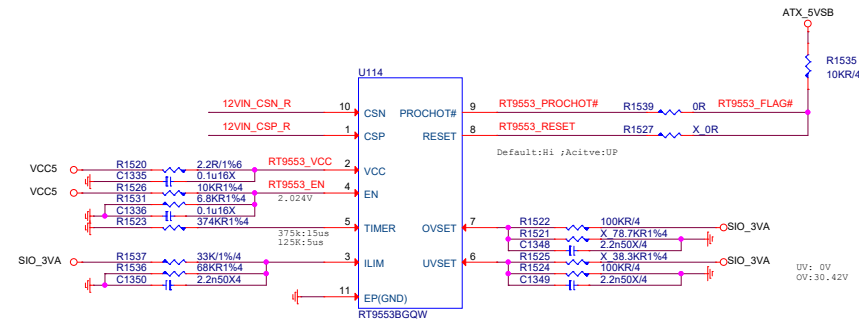 ATX_5VSB
R1535
10KR/4
U114
12VIN_CSN_R 10 CSN PROCHOT# 9 RT9553_PROCHOT# R1539 0R RT9553_FLAG#
12VIN_CSP_R 1 CSP RESET 8 RT9553_RESET R1527 X_0R
Default:Hi ;Acitve:UP
VCC5 R1520 2.2R/1%6 RT9553_VCC 2 VCC
C1335 0.1u16X
VCC5 R1526 10KR1%4 RT9553_EN 4 EN
R1531 6.8KR1%4 2.024V
C1336 0.1u16X
R1523 374KR1%4 5 TIMER OVSET 7 R1522 100KR/4 SIO_3VA
375k:15us
125K:5us
R1521 X_78.7KR1%4
C1348 2.2n50X/4
SIO_3VA R1537 33K/1%/4 3 ILIM UVSET 6 R1525 X_38.3KR1%4 SIO_3VA
R1536 68KR1%4 R1524 100KR/4
C1350 2.2n50X4 C1349 2.2n50X/4
UV: 0V
OV:30.42V
11 EP(GND)
RT9553BGQW